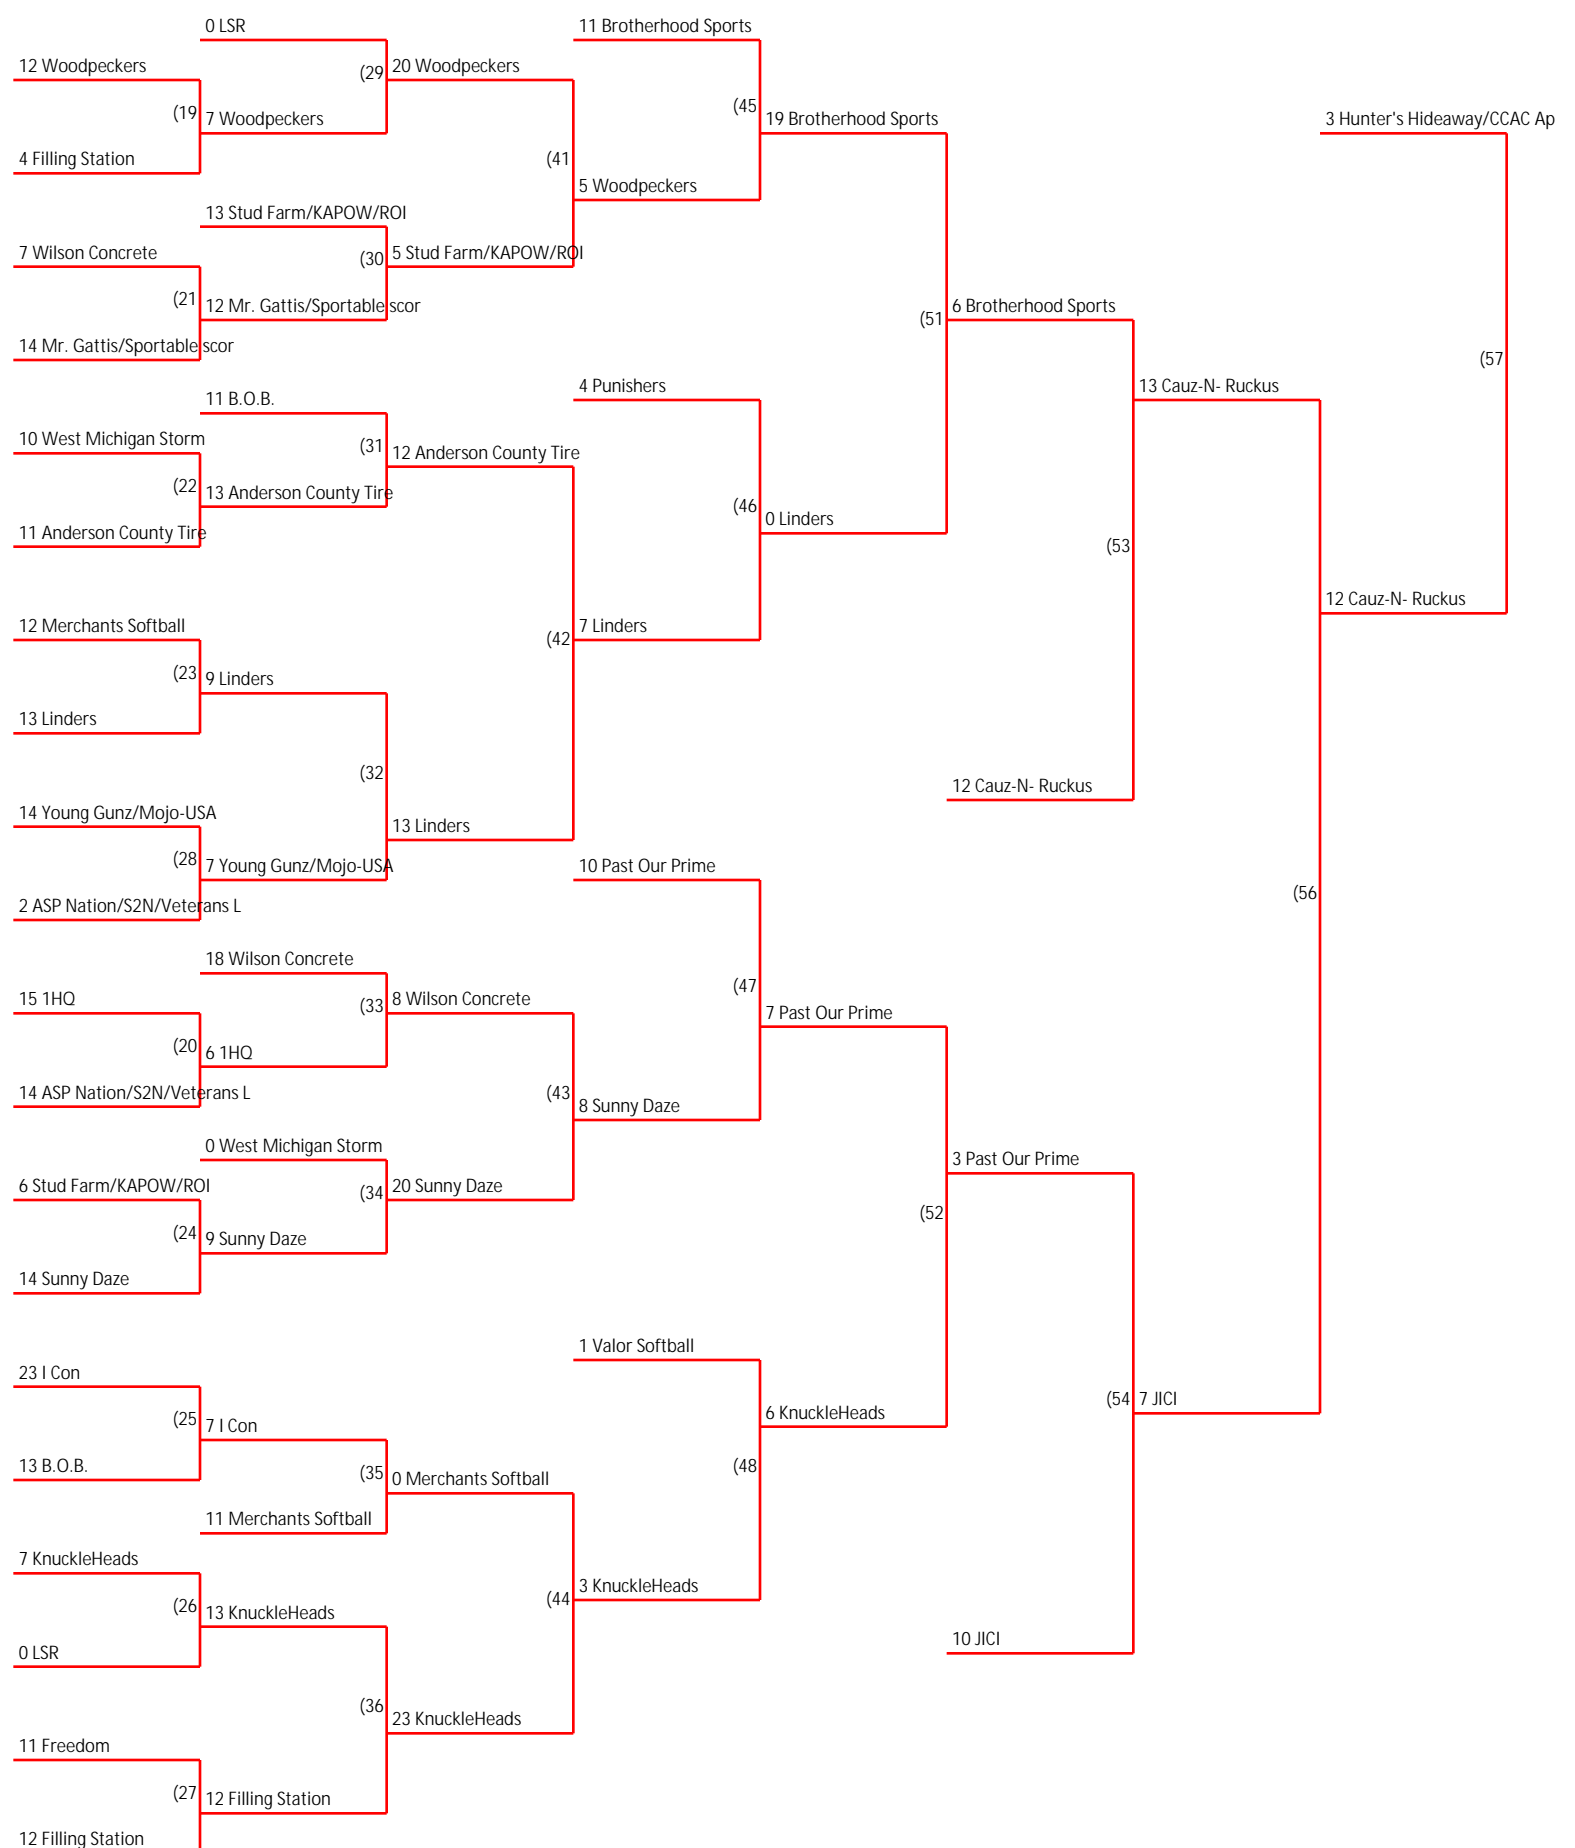 0 LSR
11 Brotherhood Sports
12 Woodpeckers
(29
20 Woodpeckers
(45
(19
7 Woodpeckers
19 Brotherhood Sports
3 Hunter's Hideaway/CCAC Ap
4 Filling Station
(41
5 Woodpeckers
13 Stud Farm/KAPOW/ROI
7 Wilson Concrete
(30
5 Stud Farm/KAPOW/ROI
(21
12 Mr. Gattis/Sportable scor
6 Brotherhood Sports
(51
14 Mr. Gattis/Sportable scor
(57
4 Punishers
13 Cauz-N- Ruckus
11 B.O.B.
10 West Michigan Storm
(31
12 Anderson County Tire
(22
13 Anderson County Tire
(46
0 Linders
11 Anderson County Tire
(53
12 Cauz-N- Ruckus
12 Merchants Softball
(42
7 Linders
(23
9 Linders
13 Linders
(32
12 Cauz-N- Ruckus
14 Young Gunz/Mojo-USA
13 Linders
(28
7 Young Gunz/Mojo-USA
10 Past Our Prime
(56
2 ASP Nation/S2N/Veterans L
18 Wilson Concrete
(47
15 1HQ
(33
8 Wilson Concrete
7 Past Our Prime
(20
6 1HQ
14 ASP Nation/S2N/Veterans L
(43
8 Sunny Daze
0 West Michigan Storm
3 Past Our Prime
6 Stud Farm/KAPOW/ROI
(34
20 Sunny Daze
(52
(24
9 Sunny Daze
14 Sunny Daze
1 Valor Softball
23 I Con
(54
7 JICI
(25
7 I Con
6 KnuckleHeads
13 B.O.B.
(35
0 Merchants Softball
(48
11 Merchants Softball
7 KnuckleHeads
(44
3 KnuckleHeads
(26
13 KnuckleHeads
0 LSR
10 JICI
(36
23 KnuckleHeads
11 Freedom
(27
12 Filling Station
12 Filling Station